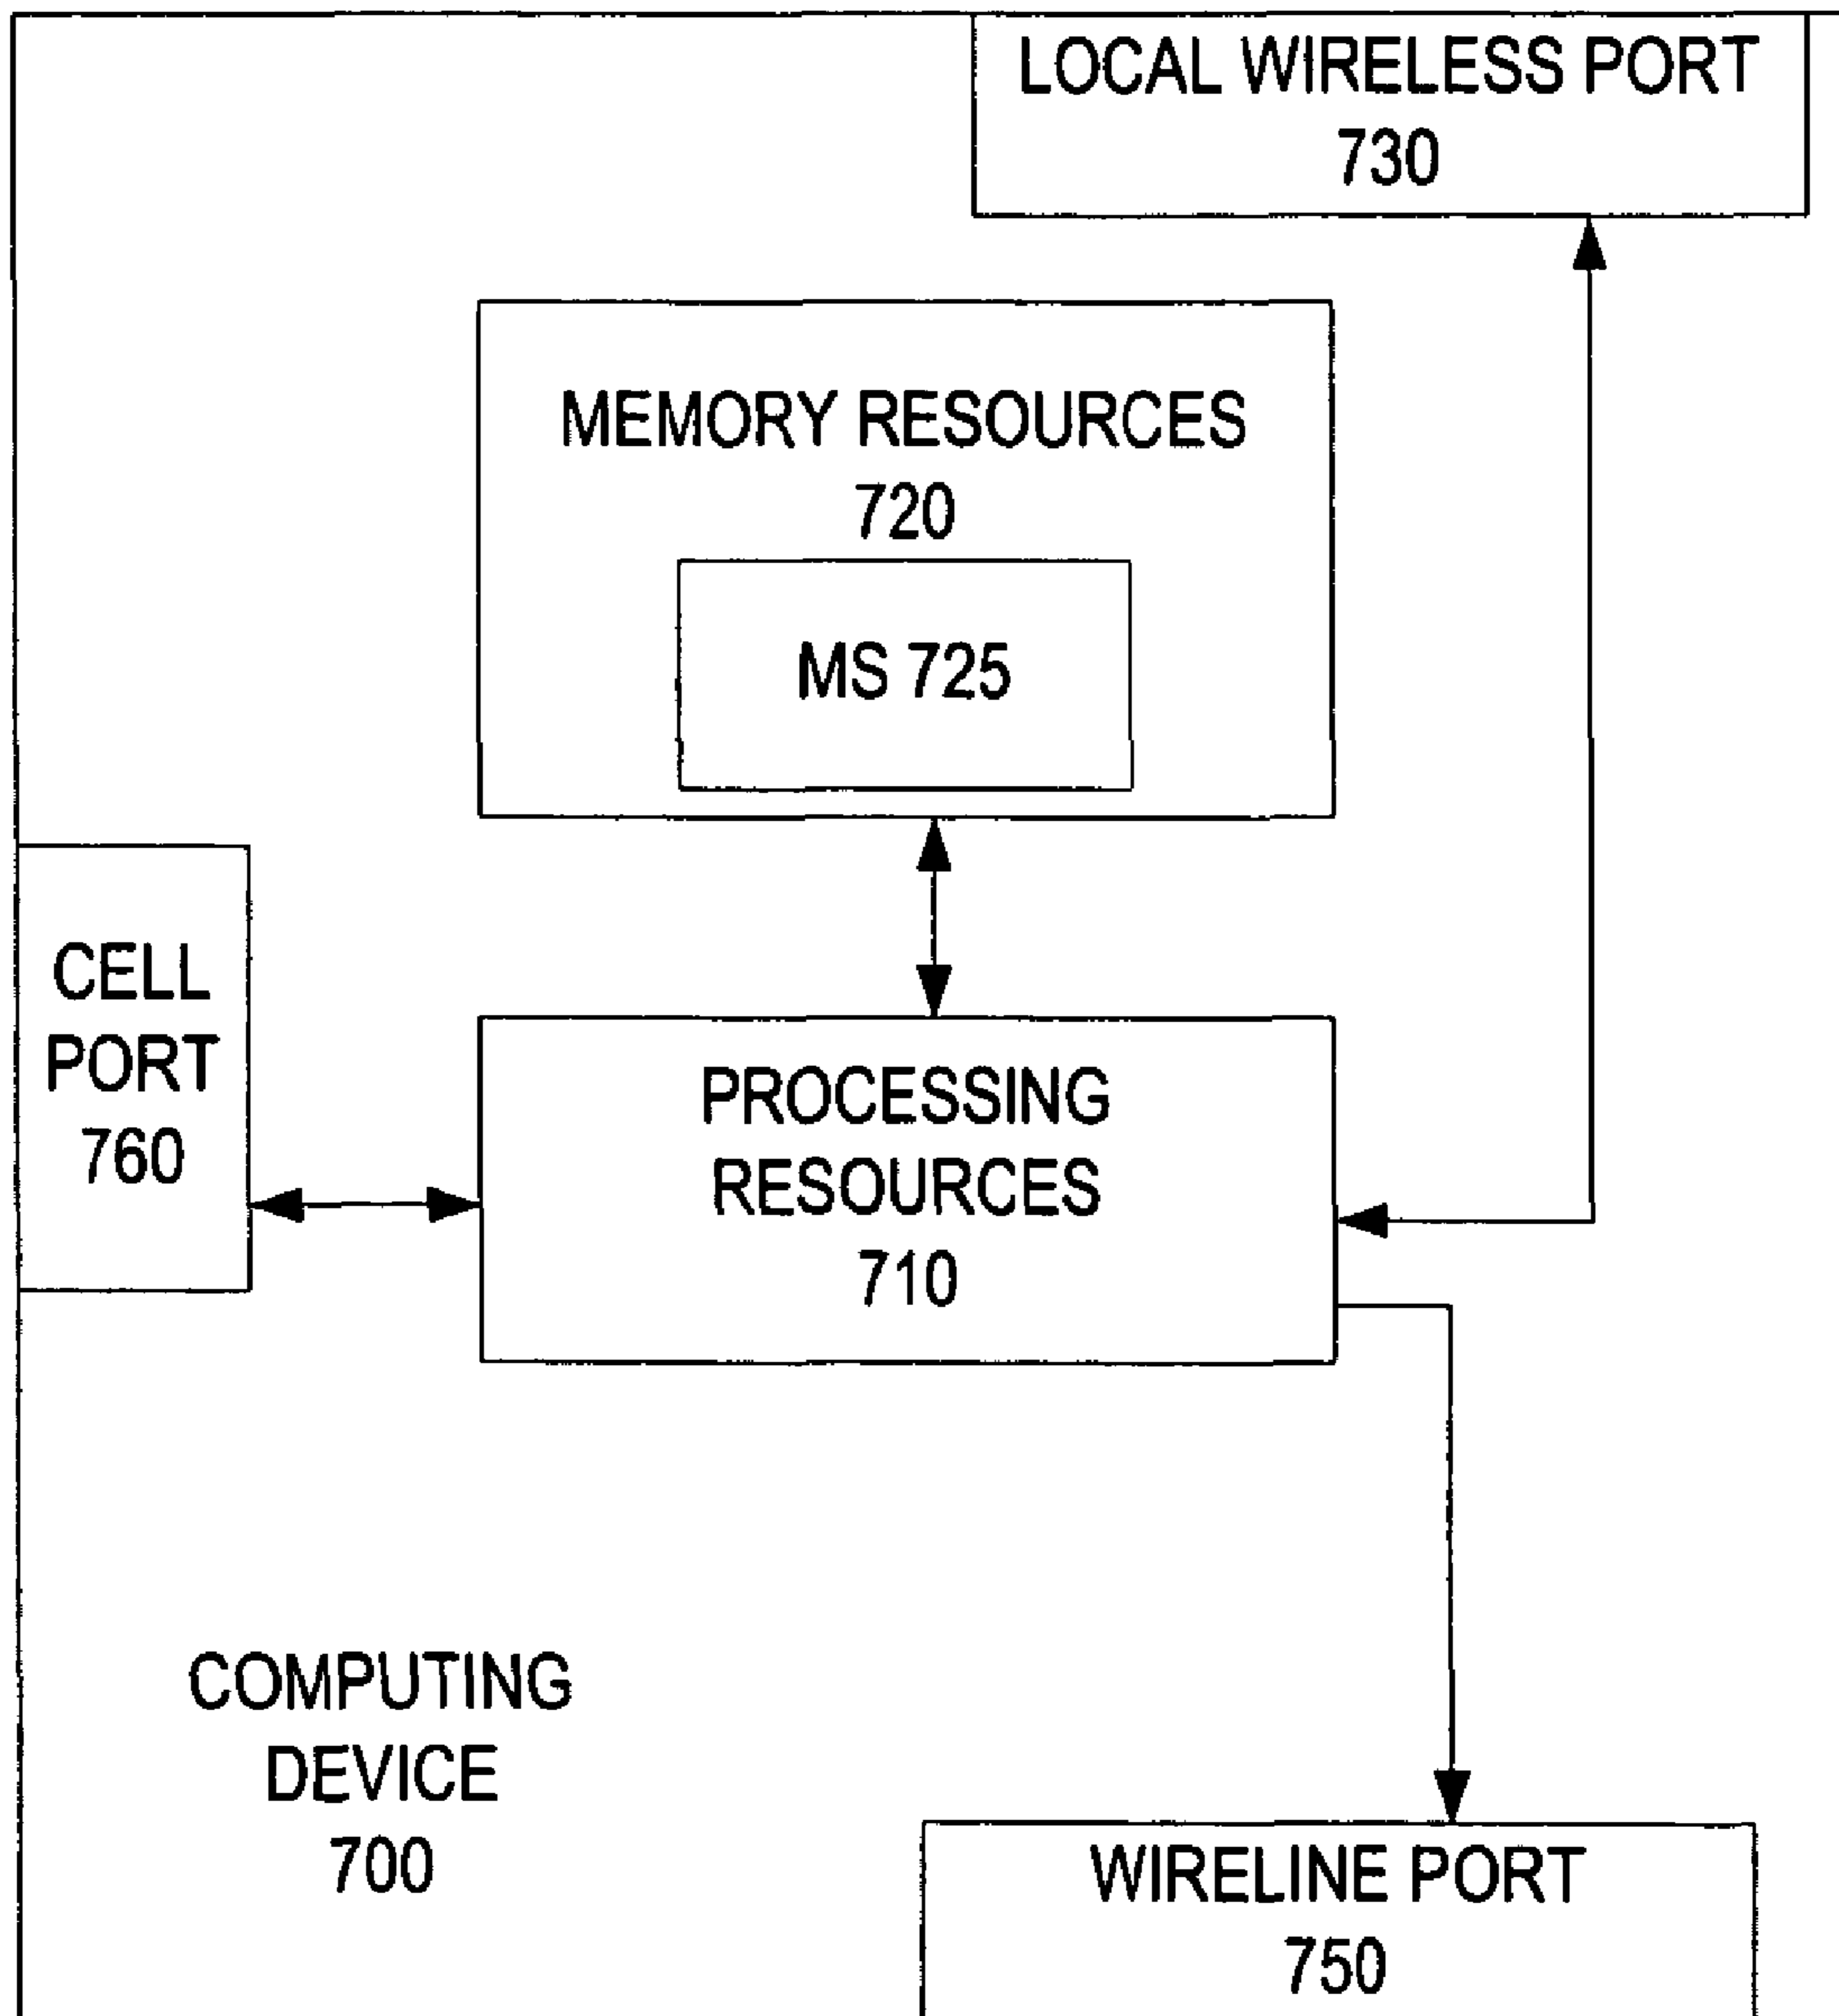 LOCAL WIRELESS PORT
730
MEMORY RESOURCES
720
MS 725
CELL
PORT
760
PROCESSING
RESOURCES
710
COMPUTING
DEVICE
700
WIRELINE PORT
750